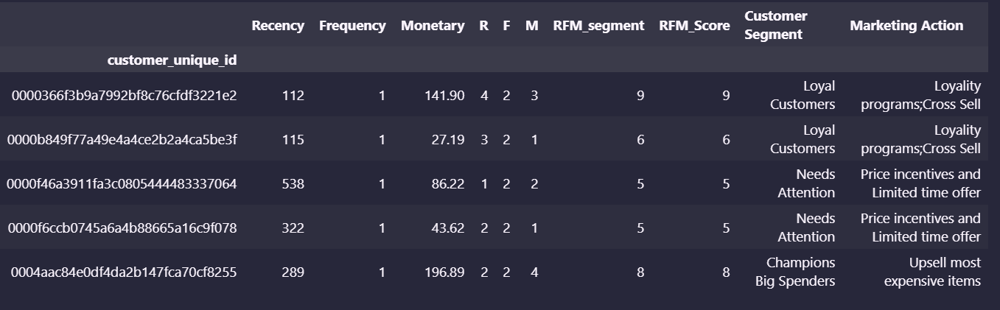 Recency Frequency Monetary R F M RFM_segment RFM_Score Customer Segment Marketing Action
customer_unique_id
0000366f3b9a7992bf8c76cfdf3221e2 112 1 141.90 4 2 3 9 9 Loyal Customers Loyality programs;Cross Sell
0000b849f77a49e4a4ce2b2a4ca5be3f 115 1 27.19 3 2 1 6 6 Loyal Customers Loyality programs;Cross Sell
0000f46a3911fa3c0805444483337064 538 1 86.22 1 2 2 5 5 Needs Attention Price incentives and Limited time offer
0000f6ccb0745a6a4b88665a16c9f078 322 1 43.62 2 2 1 5 5 Needs Attention Price incentives and Limited time offer
0004aac84e0df4da2b147fca70cf8255 289 1 196.89 2 2 4 8 8 Champions Big Spenders Upsell most expensive items